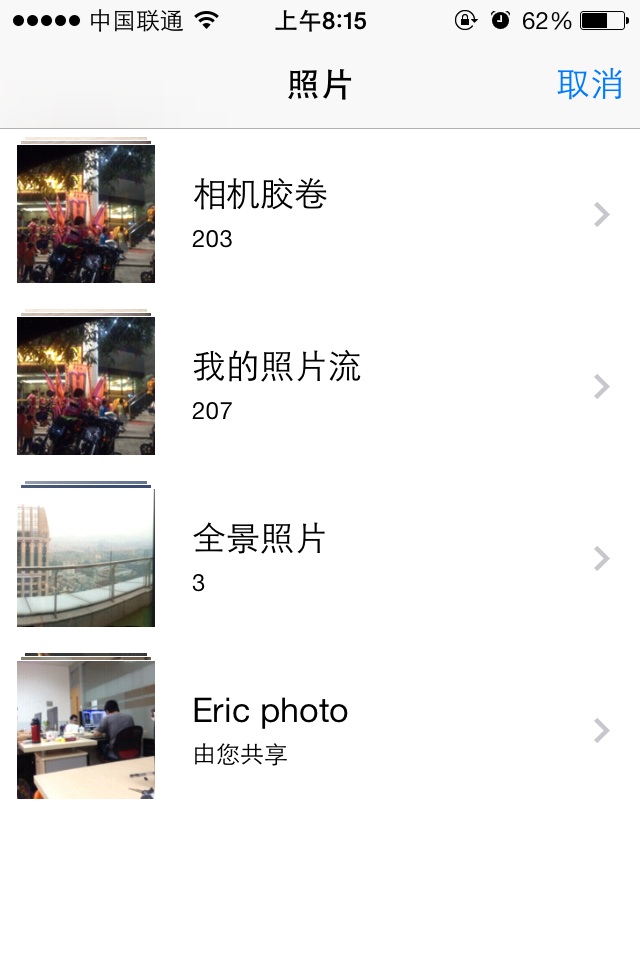 中国联通 上午8:15 62%
照片 取消
相机胶卷
203
我的照片流
207
全景照片
3
Eric photo
由您共享